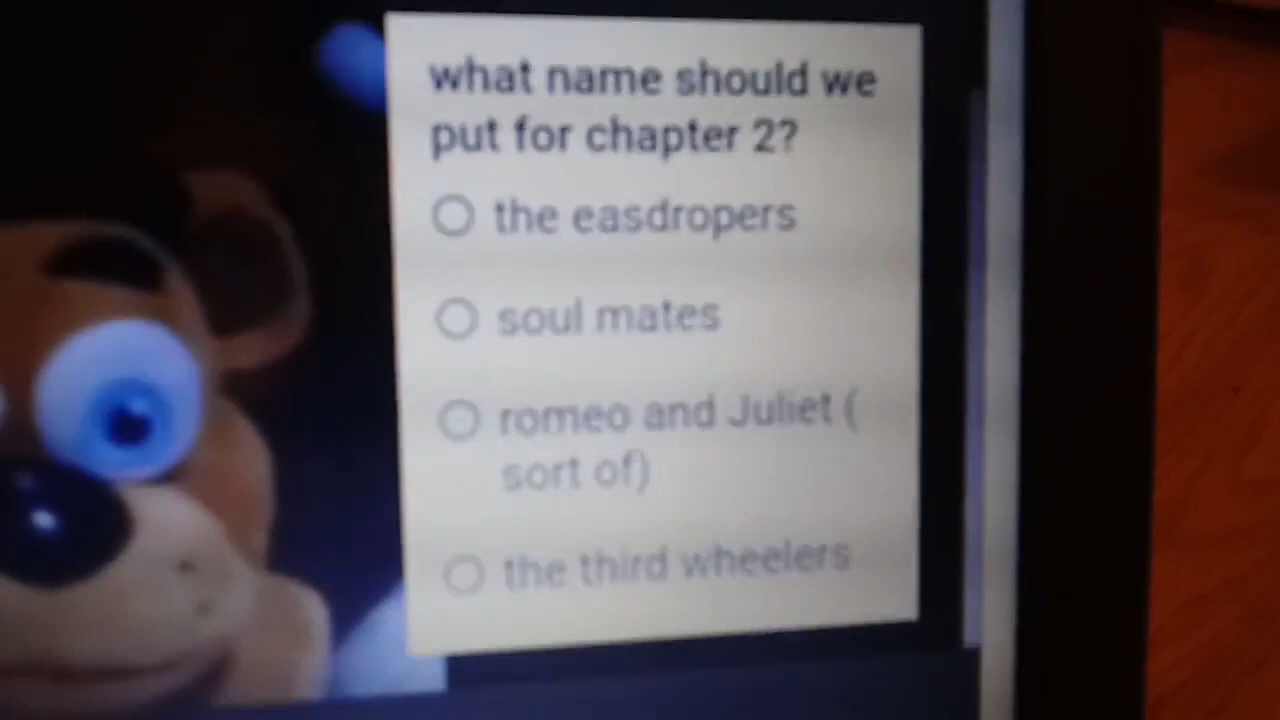 what name should we
put for chapter 2?
the easdropers
soul mates
romeo and Juliet (
sort of)
the third wheelers